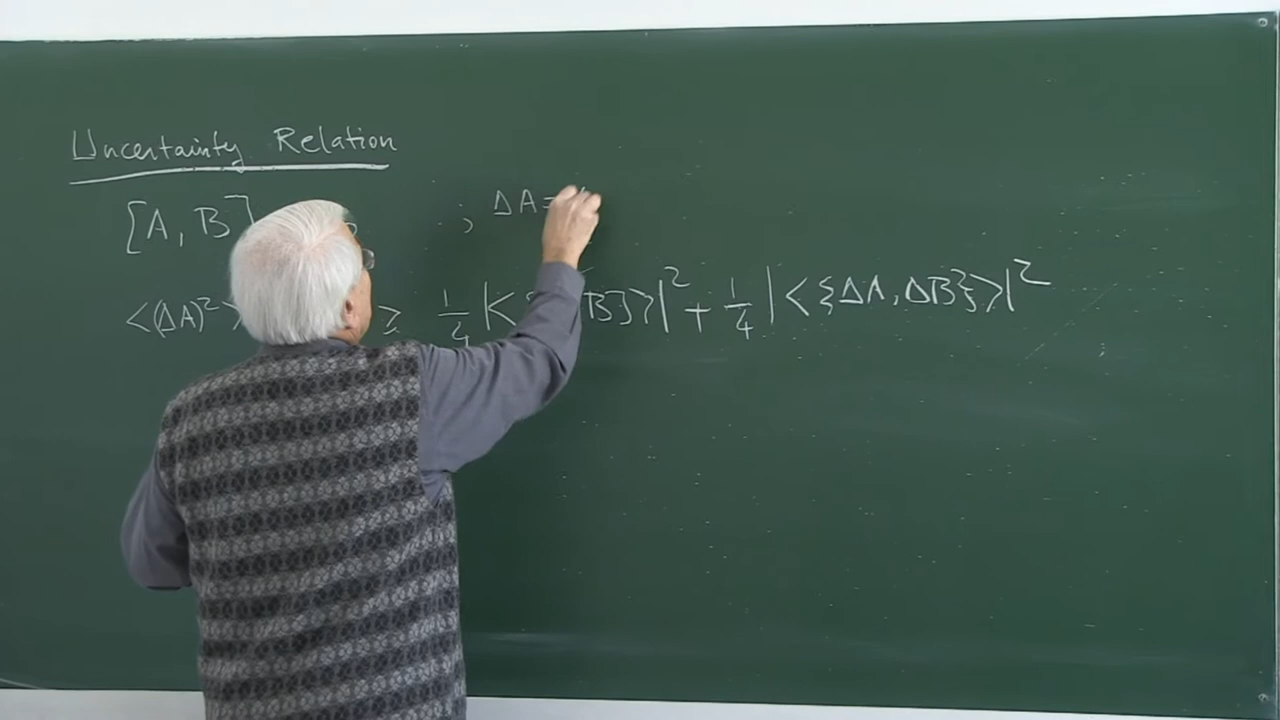 Uncertainty Relation
[A, B] ; ΔA =
<(ΔA)² > ≥ 1/4 |< B]>|² + 1/4 |<{ΔA, ΔB}>|²